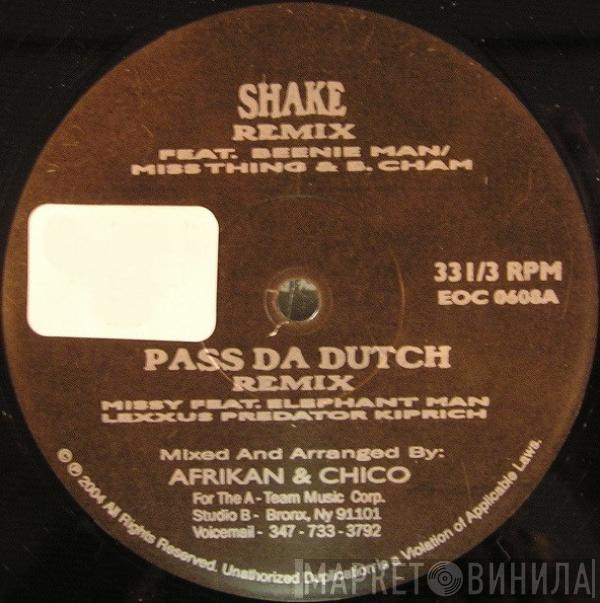 SHAKE
REMIX
FEAT. BEENIE MAN/
MISS THING & B. CHAM
33 1/3 RPM
EOC 0608A
PASS DA DUTCH
REMIX
MISSY FEAT. ELEPHANT MAN
LEXXUS PREDATOR KIPRICH
Mixed And Arranged By:
AFRIKAN & CHICO
For The A-Team Music Corp.
Studio B - Bronx, Ny 91101
Voicemail - 347 - 733 - 3792
© ℗ 2004 All Rights Reserved. Unauthorized Duplication is a Violation of Applicable Laws.
МАРКЕТ ВИНИЛА